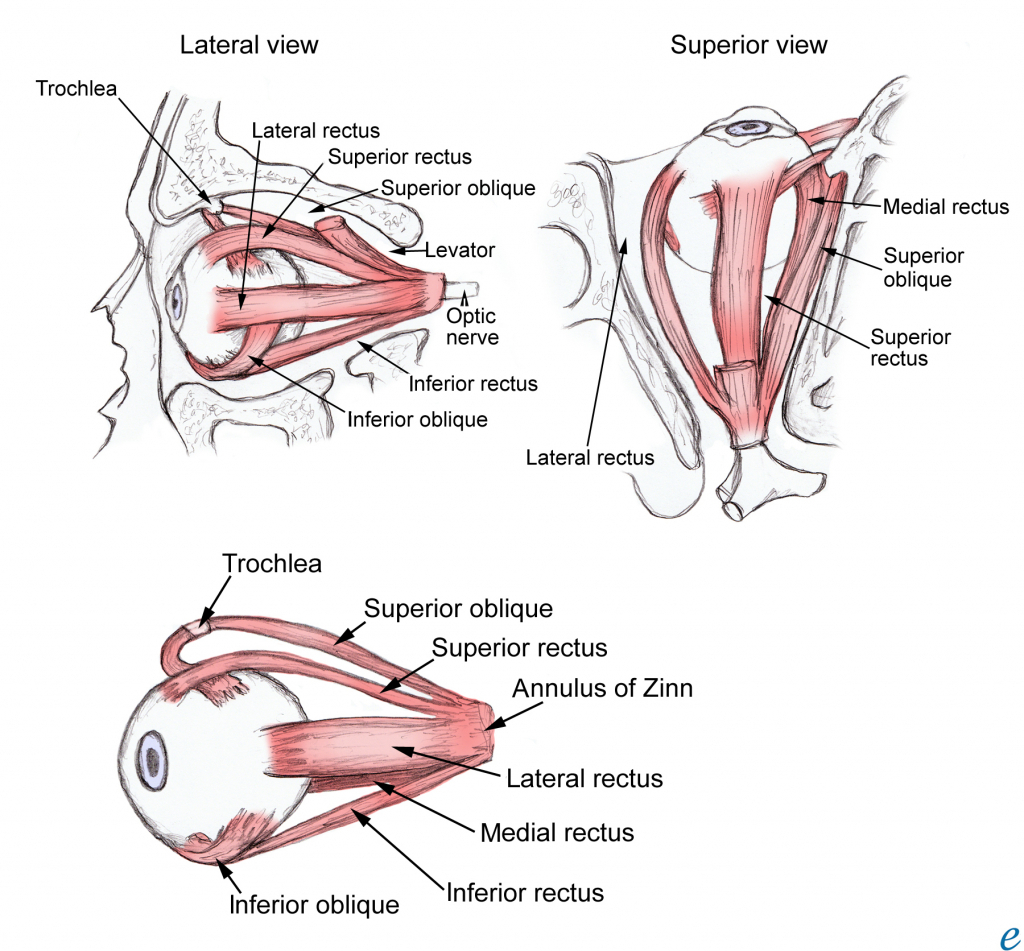 Lateral view
Trochlea
Lateral rectus
Superior rectus
Superior oblique
Levator
Optic
nerve
Inferior rectus
Inferior oblique
Superior view
Medial rectus
Superior
oblique
Superior
rectus
Lateral rectus
Trochlea
Superior oblique
Superior rectus
Annulus of Zinn
Lateral rectus
Medial rectus
Inferior rectus
Inferior oblique
e